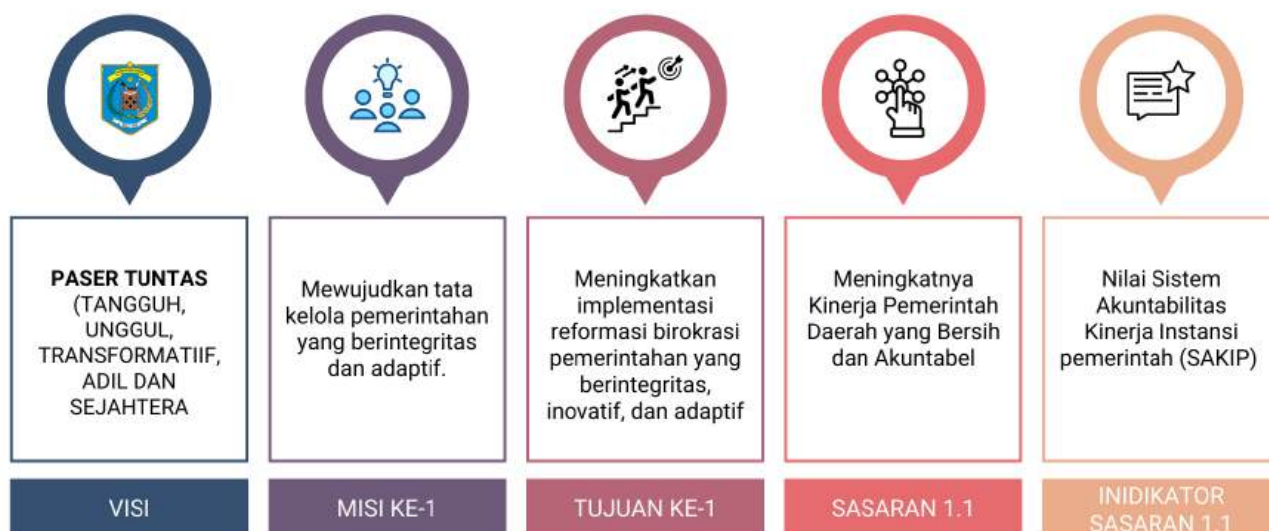 PASER TUNTAS
(TANGGUH,
UNGGUL,
TRANSFORMATIIF,
ADIL DAN
SEJAHTERA
VISI
Mewujudkan tata
kelola pemerintahan
yang berintegritas
dan adaptif.
MISI KE-1
Meningkatkan
implementasi
reformasi birokrasi
pemerintahan yang
berintegritas,
inovatif, dan adaptif
TUJUAN KE-1
Meningkatnya
Kinerja Pemerintah
Daerah yang Bersih
dan Akuntabel
SASARAN 1.1
Nilai Sistem
Akuntabilitas
Kinerja Instansi
pemerintah (SAKIP)
INIDIKATOR
SASARAN 1.1